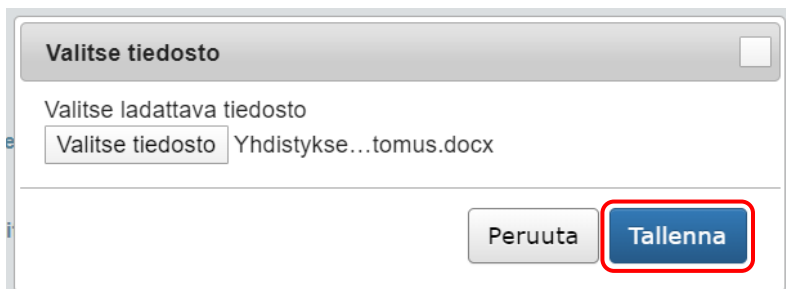 Valitse tiedosto
Valitse ladattava tiedosto
Valitse tiedosto Yhdistykse…tomus.docx
Peruuta Tallenna